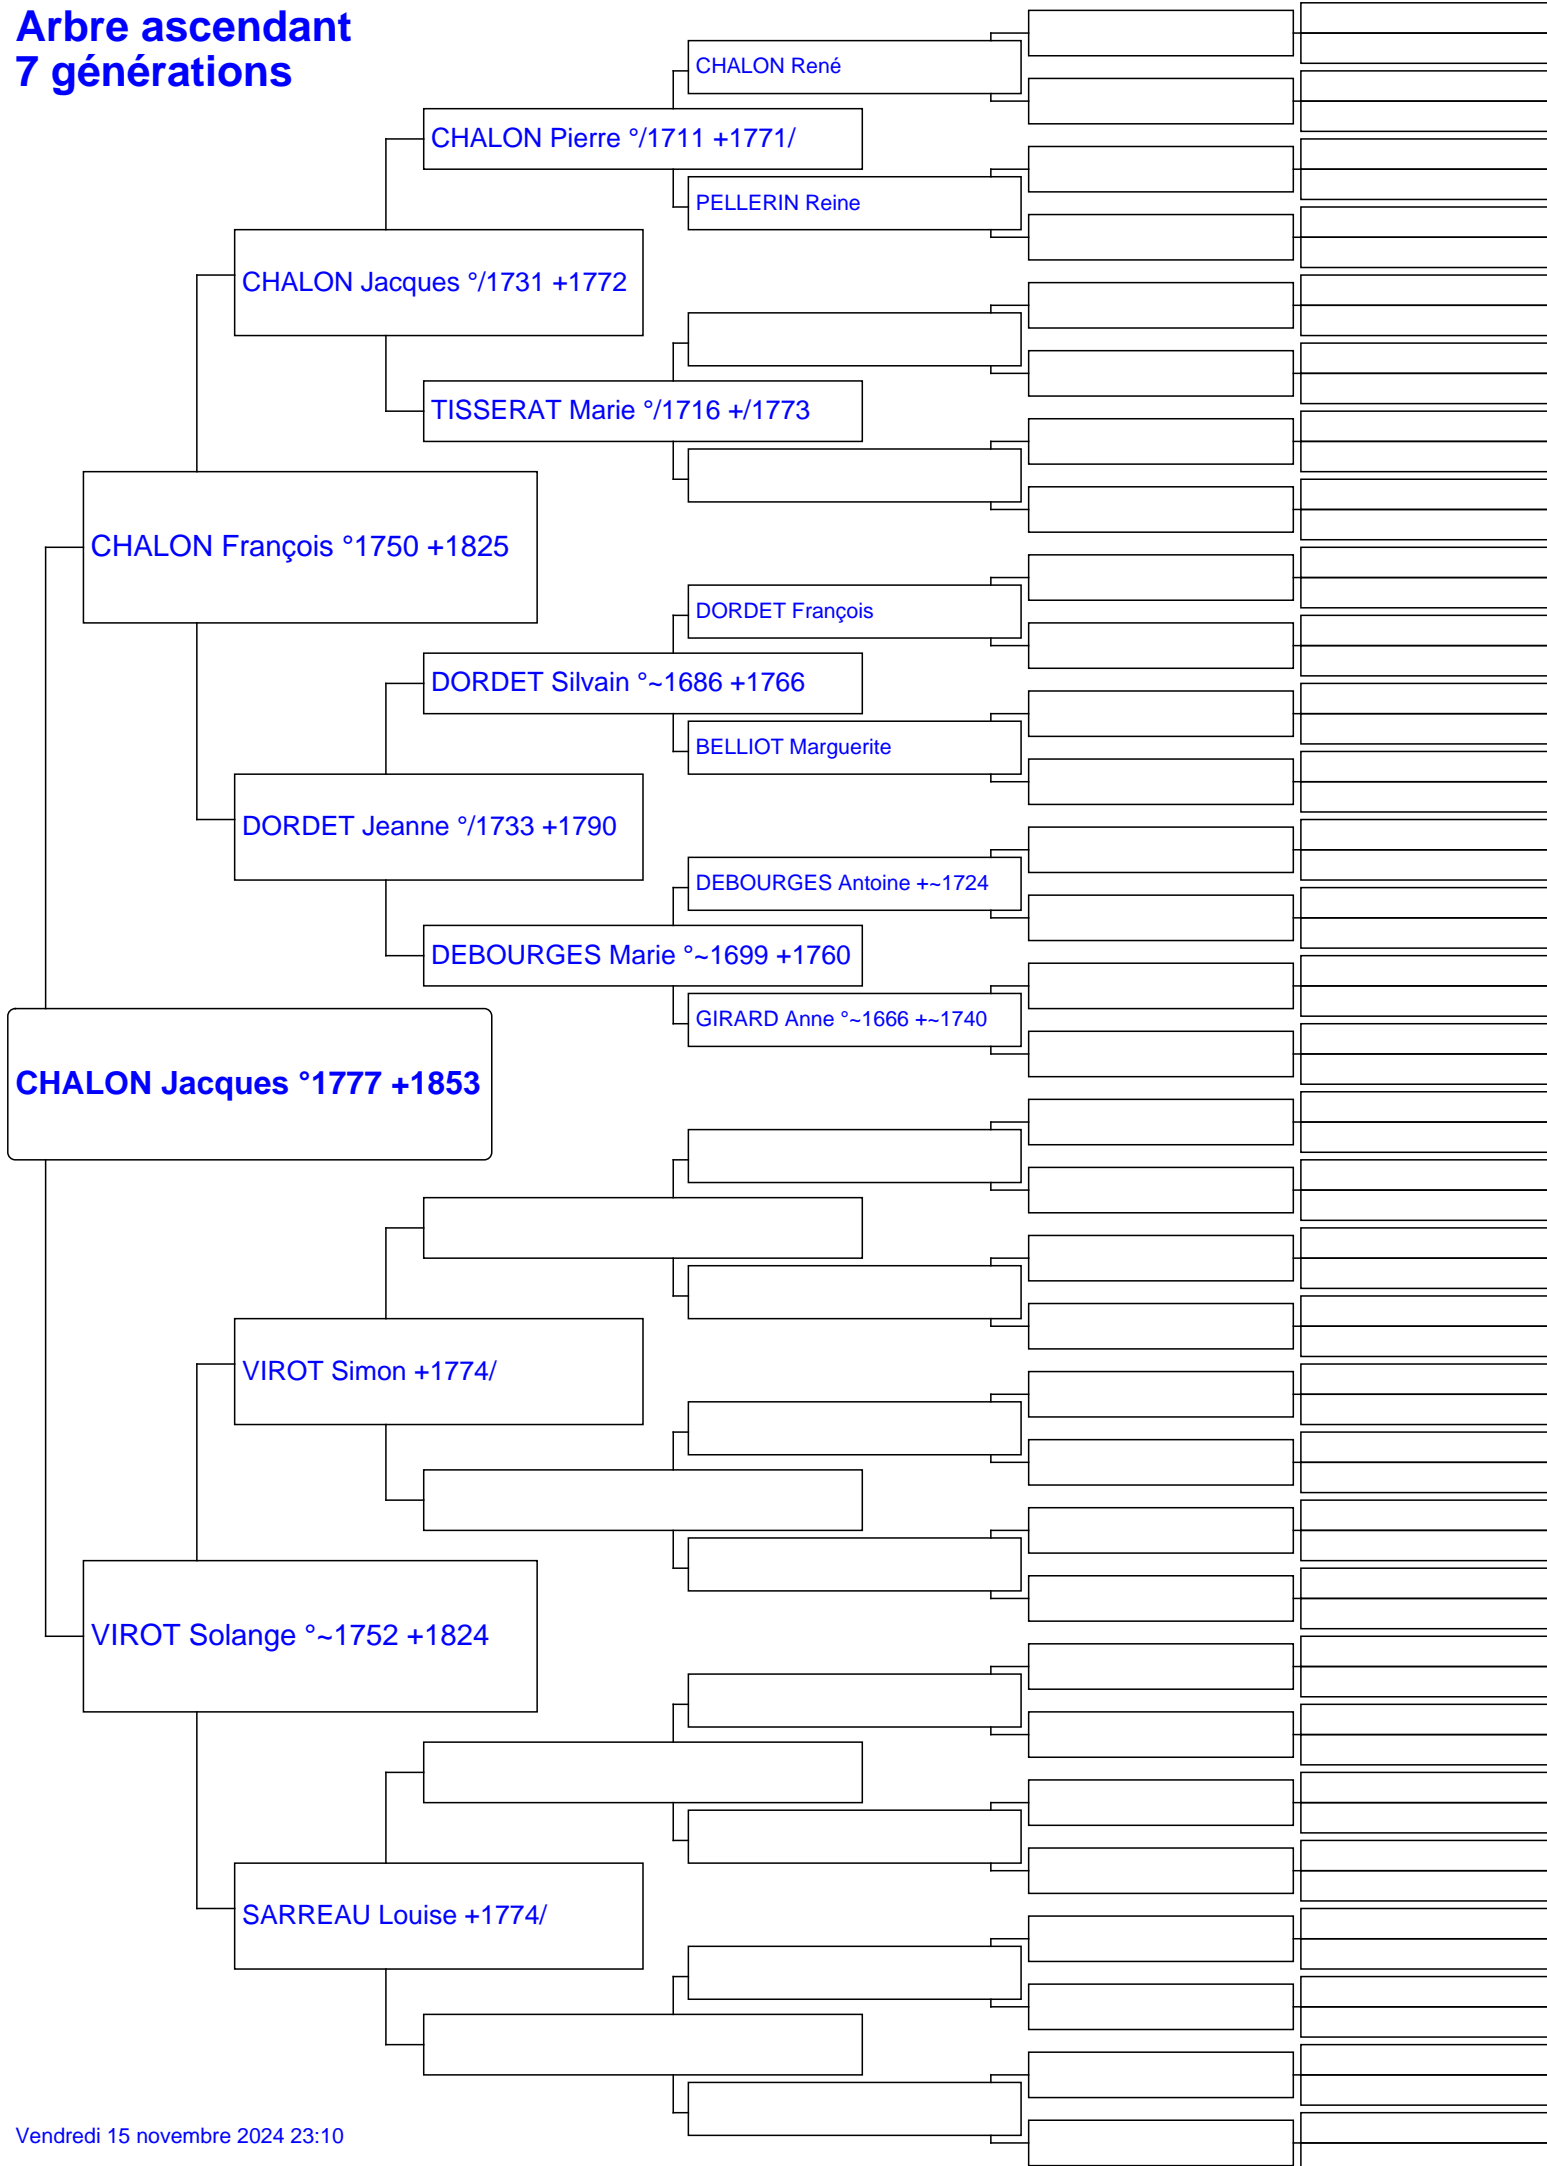 Arbre ascendant
7 générations
CHALON René
CHALON Pierre °/1711 +1771/
PELLERIN Reine
CHALON Jacques °/1731 +1772
TISSERAT Marie °/1716 +/1773
CHALON François °1750 +1825
DORDET François
DORDET Silvain °~1686 +1766
BELLIOT Marguerite
DORDET Jeanne °/1733 +1790
DEBOURGES Antoine +~1724
DEBOURGES Marie °~1699 +1760
GIRARD Anne °~1666 +~1740
CHALON Jacques °1777 +1853
VIROT Simon +1774/
VIROT Solange °~1752 +1824
SARREAU Louise +1774/
Vendredi 15 novembre 2024 23:10